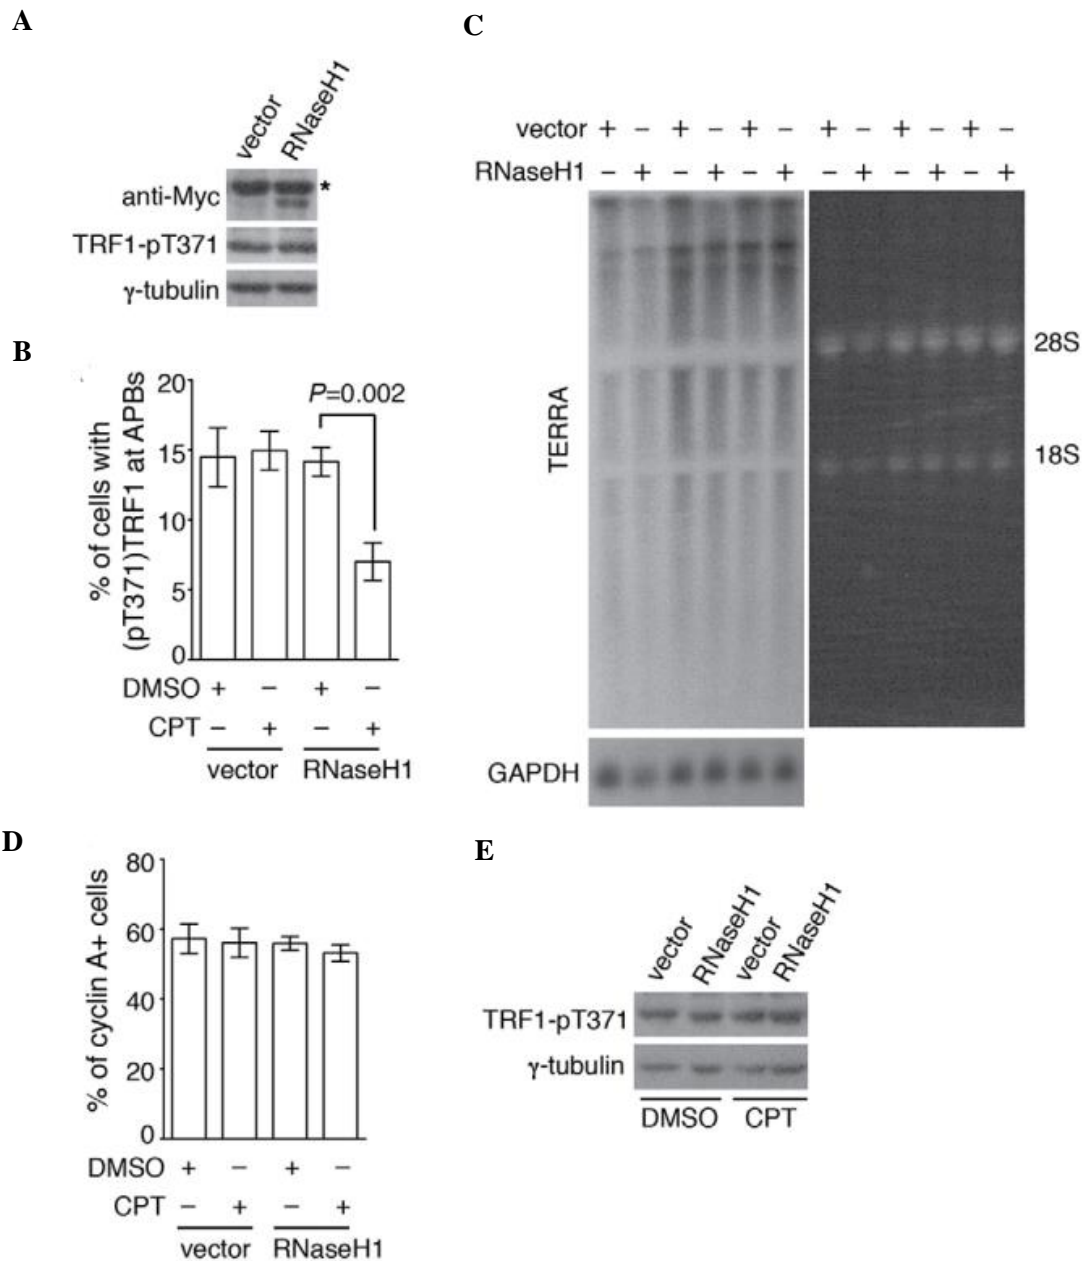 A
vector RNaseH1
anti-Myc *
TRF1-pT371
γ-tubulin
B
% of cells with
(pT371)TRF1 at APBs
20
15
10
5
0
P=0.002
DMSO + − + −
CPT − + − +
vector RNaseH1
C
vector + − + − + − + − + − + −
RNaseH1 − + − + − + − + − + − +
TERRA
28S
18S
GAPDH
D
% of cyclin A+ cells
80
60
40
20
0
DMSO + − + −
CPT − + − +
vector RNaseH1
E
vector RNaseH1 vector RNaseH1
TRF1-pT371
γ-tubulin
DMSO CPT